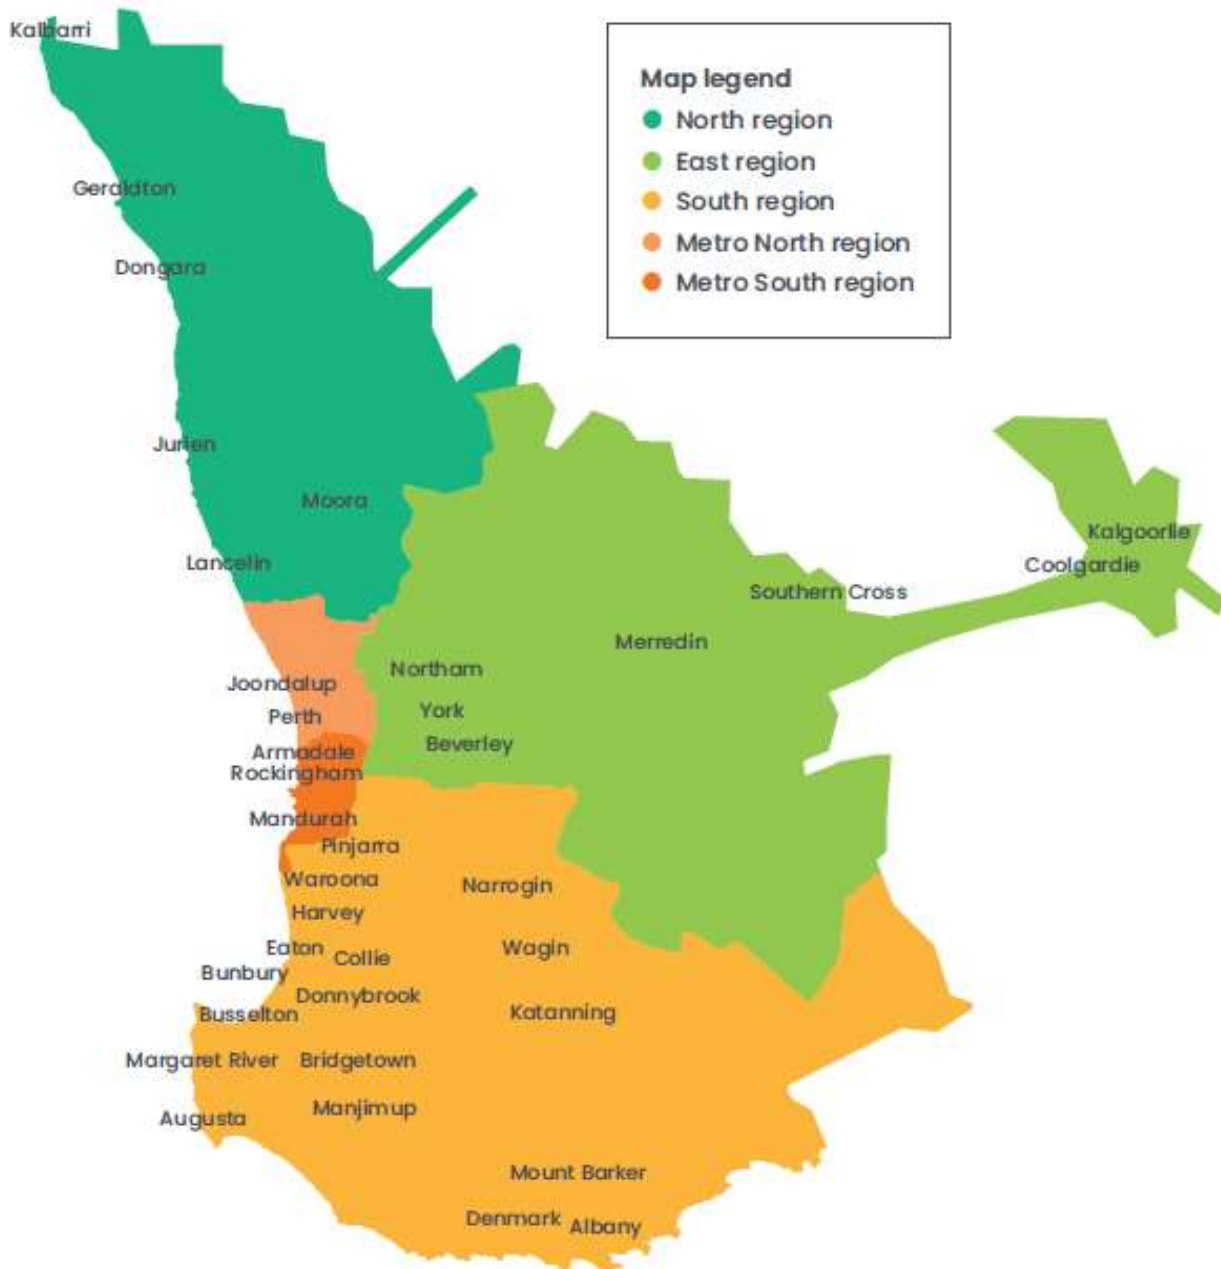 Kalbarri
Map legend
North region
East region
South region
Metro North region
Metro South region
Geraldton
Dongara
Jurien
Moora
Lancelin
Kalgoorlie
Coolgardie
Southern Cross
Merredin
Northam
Joondalup
York
Perth
Beverley
Armadale
Rockingham
Mandurah
Pinjarra
Waroona
Narrogin
Harvey
Eaton
Wagin
Collie
Bunbury
Donnybrook
Busselton
Katanning
Margaret River
Bridgetown
Manjimup
Augusta
Mount Barker
Denmark
Albany